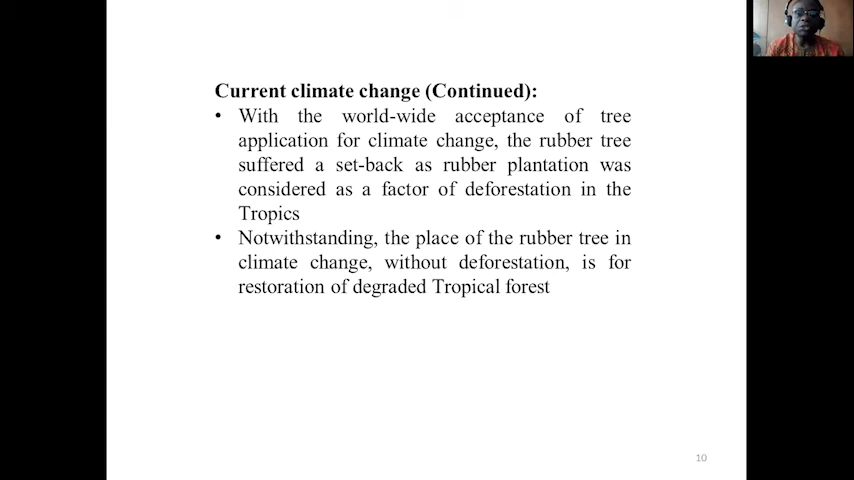 Current climate change (Continued):
• With the world-wide acceptance of tree
application for climate change, the rubber tree
suffered a set-back as rubber plantation was
considered as a factor of deforestation in the
Tropics
• Notwithstanding, the place of the rubber tree in
climate change, without deforestation, is for
restoration of degraded Tropical forest
10